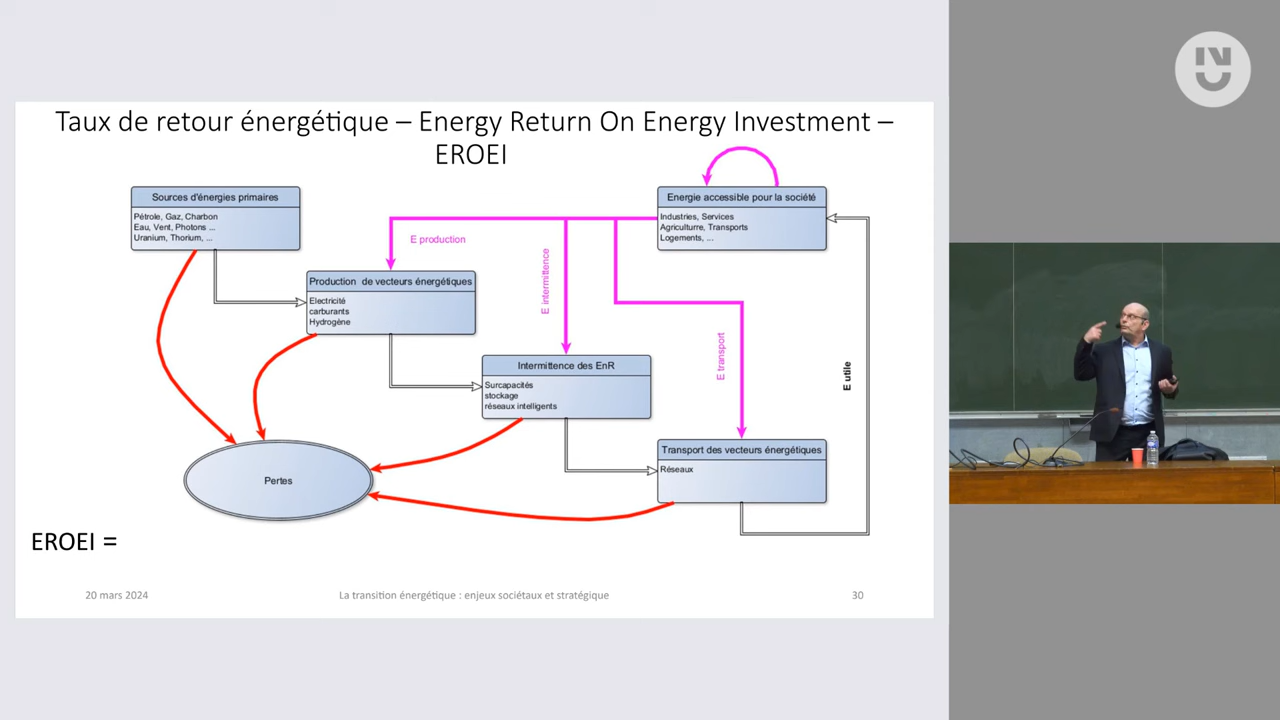 Taux de retour énergétique – Energy Return On Energy Investment –
EROEI
Sources d'énergies primaires
Pétrole, Gaz, Charbon
Eau, Vent, Photons ...
Uranium, Thorium, ...
Energie accessible pour la société
Industries, Services
Agriculturre, Transports
Logements, ...
E production
E intermittence
E transport
E utile
Production de vecteurs énergétiques
Electricité
carburants
Hydrogène
Intermittence des EnR
Surcapacités
stockage
réseaux intelligents
Transport des vecteurs énergétiques
Réseaux
Pertes
EROEI =
20 mars 2024
La transition énergétique : enjeux sociétaux et stratégique
30